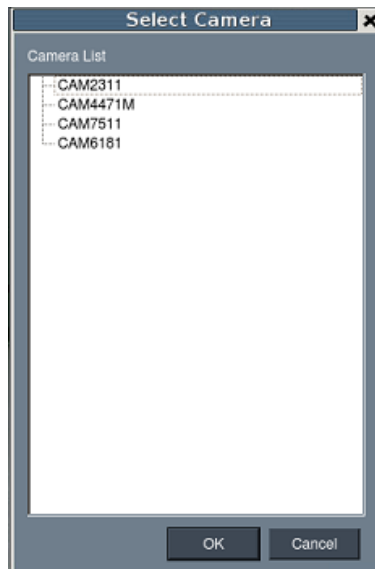 Select Camera
Camera List
CAM2311
CAM4471M
CAM7511
CAM6181
OK Cancel